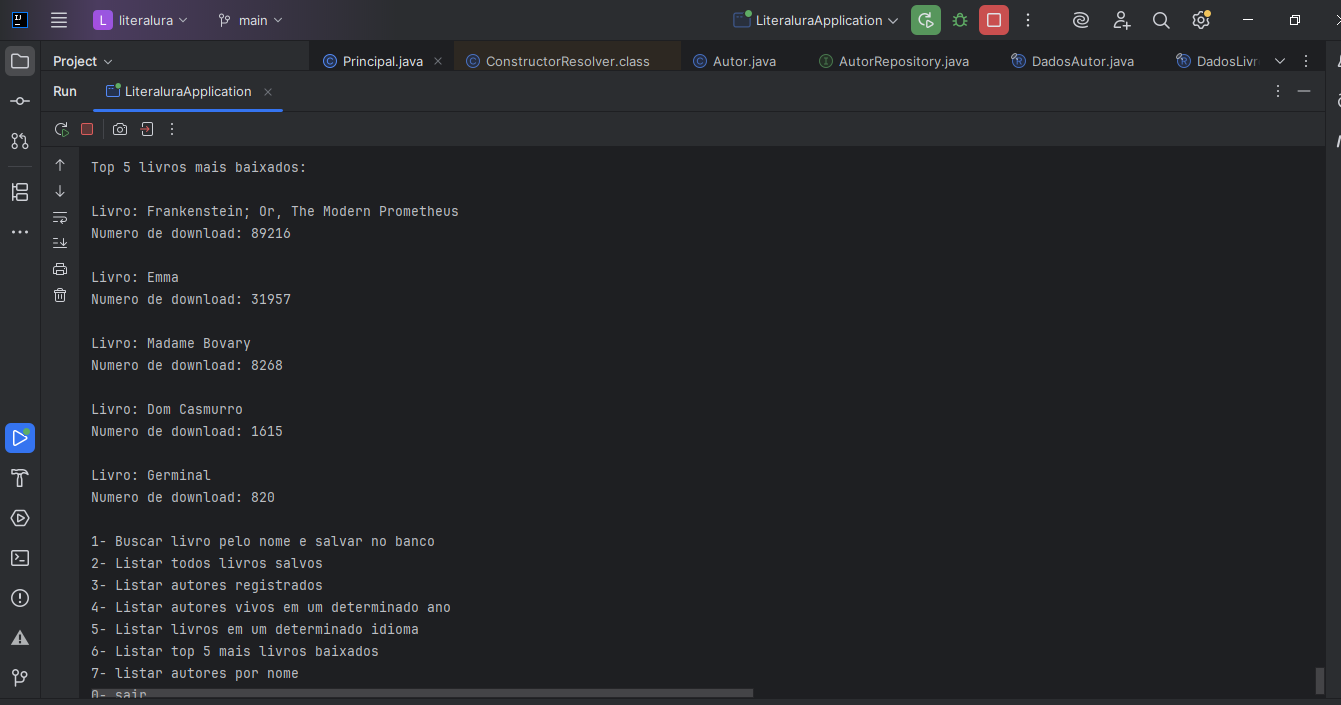 L literalura main LiteraluraApplication
Project Principal.java ConstructorResolver.class Autor.java AutorRepository.java DadosAutor.java DadosLivr
Run LiteraluraApplication
Top 5 livros mais baixados:
Livro: Frankenstein; Or, The Modern Prometheus
Numero de download: 89216
Livro: Emma
Numero de download: 31957
Livro: Madame Bovary
Numero de download: 8268
Livro: Dom Casmurro
Numero de download: 1615
Livro: Germinal
Numero de download: 820
1- Buscar livro pelo nome e salvar no banco
2- Listar todos livros salvos
3- Listar autores registrados
4- Listar autores vivos em um determinado ano
5- Listar livros em um determinado idioma
6- Listar top 5 mais livros baixados
7- listar autores por nome
0- sair